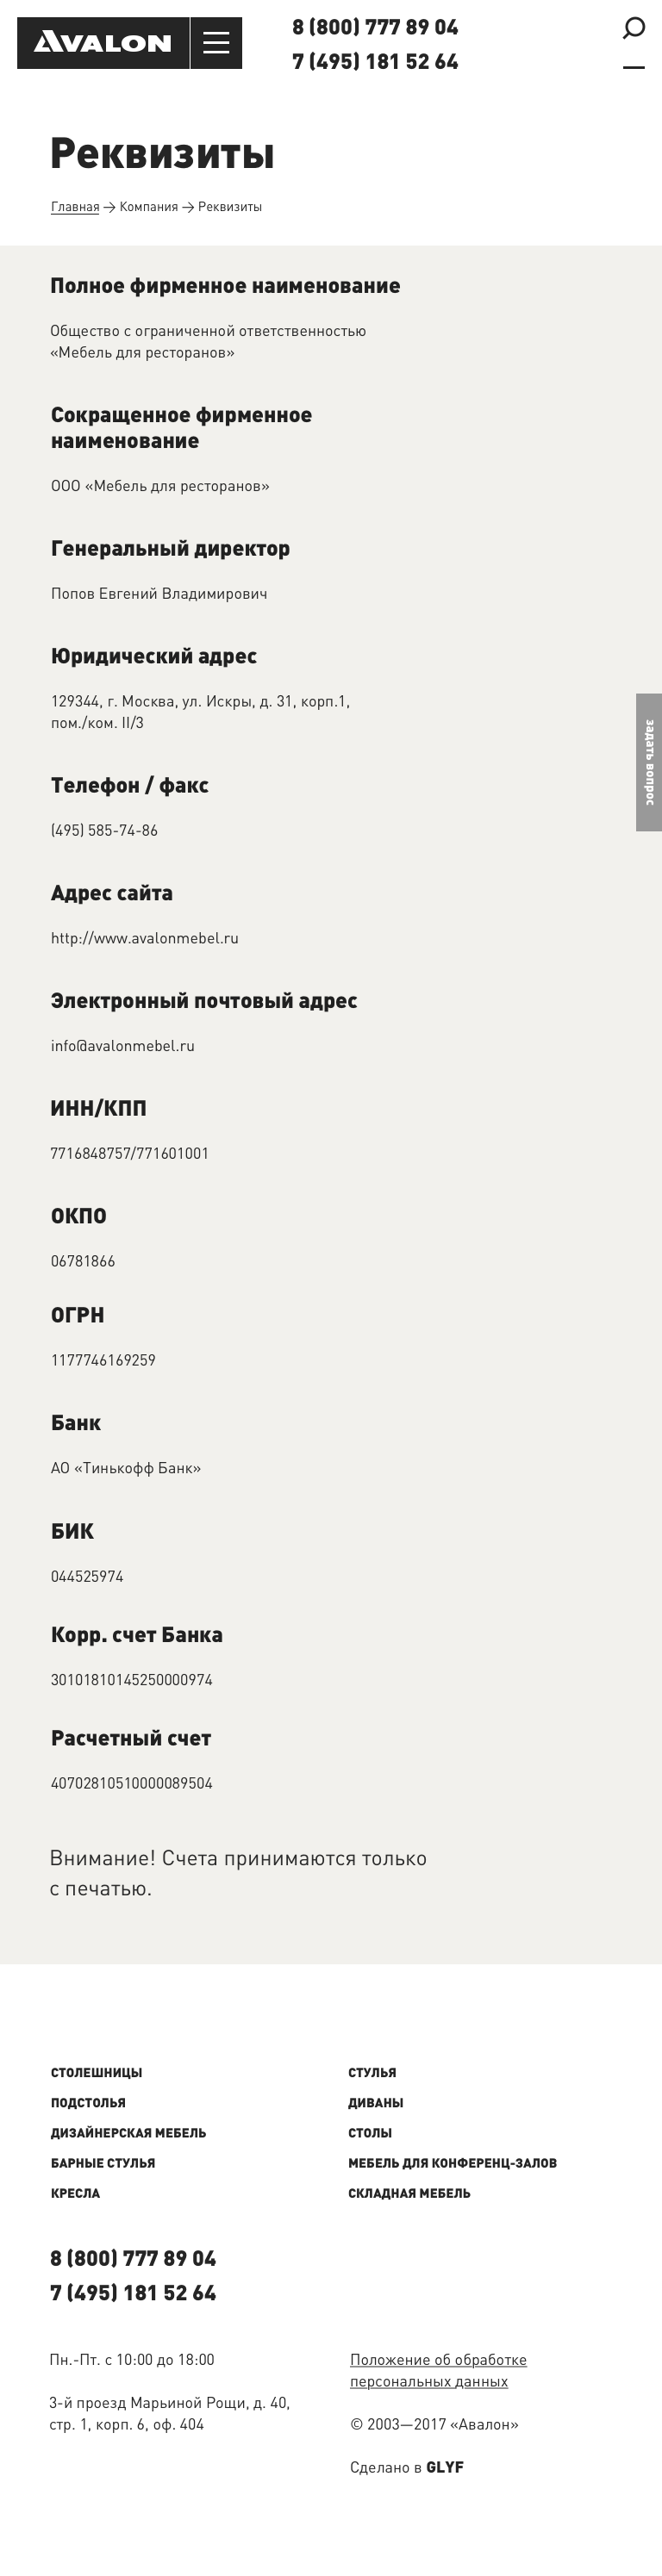 AVALON
8 (800) 777 89 04
7 (495) 181 52 64
Реквизиты
Главная → Компания → Реквизиты
Полное фирменное наименование
Общество с ограниченной ответственностью
«Мебель для ресторанов»
Сокращенное фирменное
наименование
ООО «Мебель для ресторанов»
Генеральный директор
Попов Евгений Владимирович
Юридический адрес
129344, г. Москва, ул. Искры, д. 31, корп.1,
пом./ком. II/3
задать вопрос
Телефон / факс
(495) 585-74-86
Адрес сайта
http://www.avalonmebel.ru
Электронный почтовый адрес
info@avalonmebel.ru
ИНН/КПП
7716848757/771601001
ОКПО
06781866
ОГРН
1177746169259
Банк
АО «Тинькофф Банк»
БИК
044525974
Корр. счет Банка
30101810145250000974
Расчетный счет
40702810510000089504
Внимание! Счета принимаются только
с печатью.
СТОЛЕШНИЦЫ
ПОДСТОЛЬЯ
ДИЗАЙНЕРСКАЯ МЕБЕЛЬ
БАРНЫЕ СТУЛЬЯ
КРЕСЛА
СТУЛЬЯ
ДИВАНЫ
СТОЛЫ
МЕБЕЛЬ ДЛЯ КОНФЕРЕНЦ-ЗАЛОВ
СКЛАДНАЯ МЕБЕЛЬ
8 (800) 777 89 04
7 (495) 181 52 64
Пн.-Пт. с 10:00 до 18:00
3-й проезд Марьиной Рощи, д. 40,
стр. 1, корп. 6, оф. 404
Положение об обработке
персональных данных
© 2003—2017 «Авалон»
Сделано в GLYF